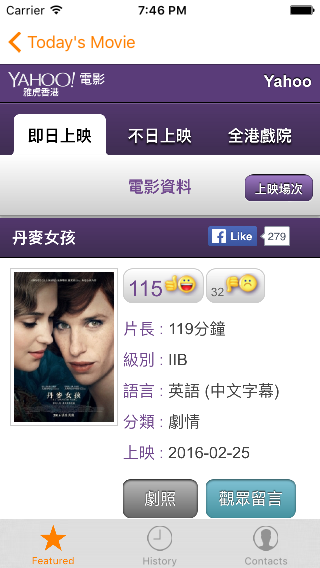 Carrier 7:46 PM
Today's Movie
YAHOO! 電影
雅虎香港
Yahoo
即日上映 不日上映 全港戲院
電影資料 上映場次
丹麥女孩 Like 279
115 32
片長 : 119分鐘
級別 : IIB
語言 : 英語 (中文字幕)
分類 : 劇情
上映 : 2016-02-25
丹麥女孩
劇照 觀眾留言
Featured History Contacts